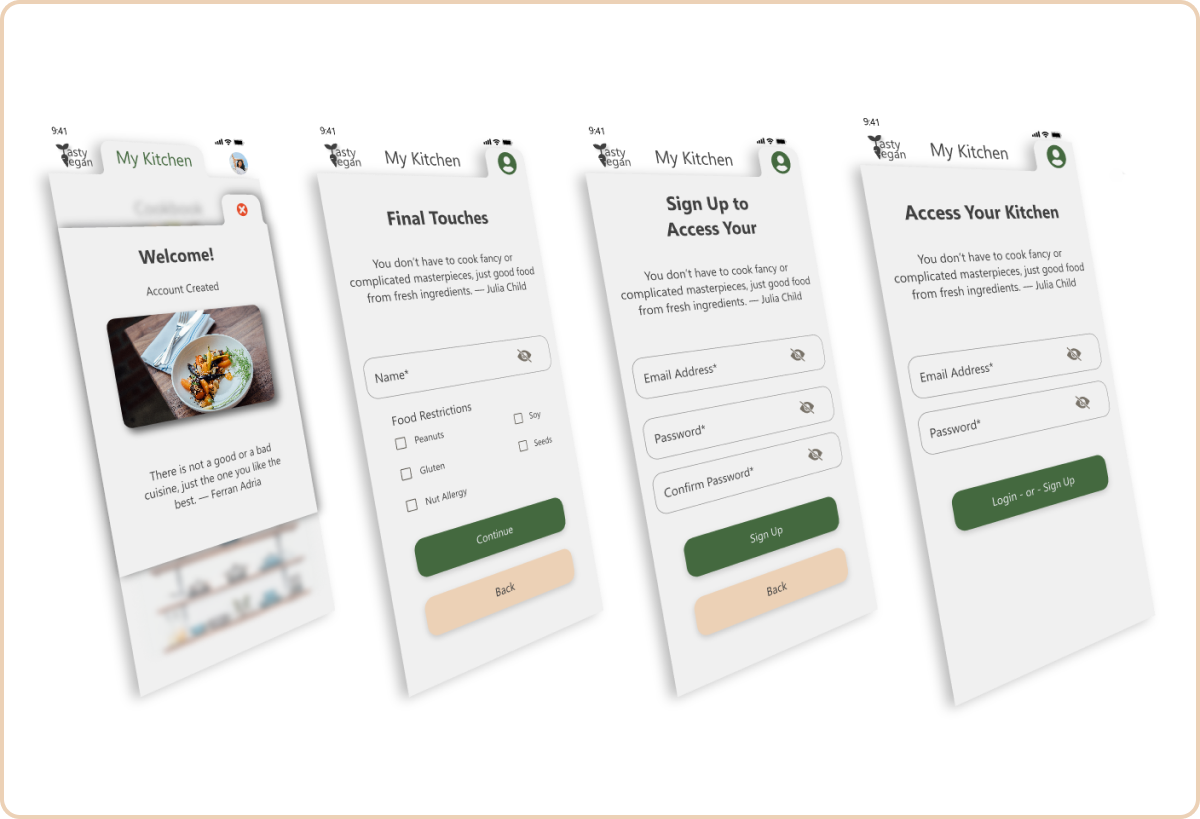 9:41
Tasty
Vegan
My Kitchen
Cookbook
Welcome!
Account Created
There is not a good or a bad
cuisine, just the one you like the
best. — Ferran Adria
9:41
Tasty
Vegan
My Kitchen
Final Touches
You don't have to cook fancy or
complicated masterpieces, just good food
from fresh ingredients. — Julia Child
Name*
Food Restrictions
Peanuts
Soy
Gluten
Seeds
Nut Allergy
Continue
Back
9:41
Tasty
Vegan
My Kitchen
Sign Up to
Access Your
You don't have to cook fancy or
complicated masterpieces, just good food
from fresh ingredients. — Julia Child
Email Address*
Password*
Confirm Password*
Sign Up
Back
9:41
Tasty
Vegan
My Kitchen
Access Your Kitchen
You don't have to cook fancy or
complicated masterpieces, just good food
from fresh ingredients. — Julia Child
Email Address*
Password*
Login - or - Sign Up